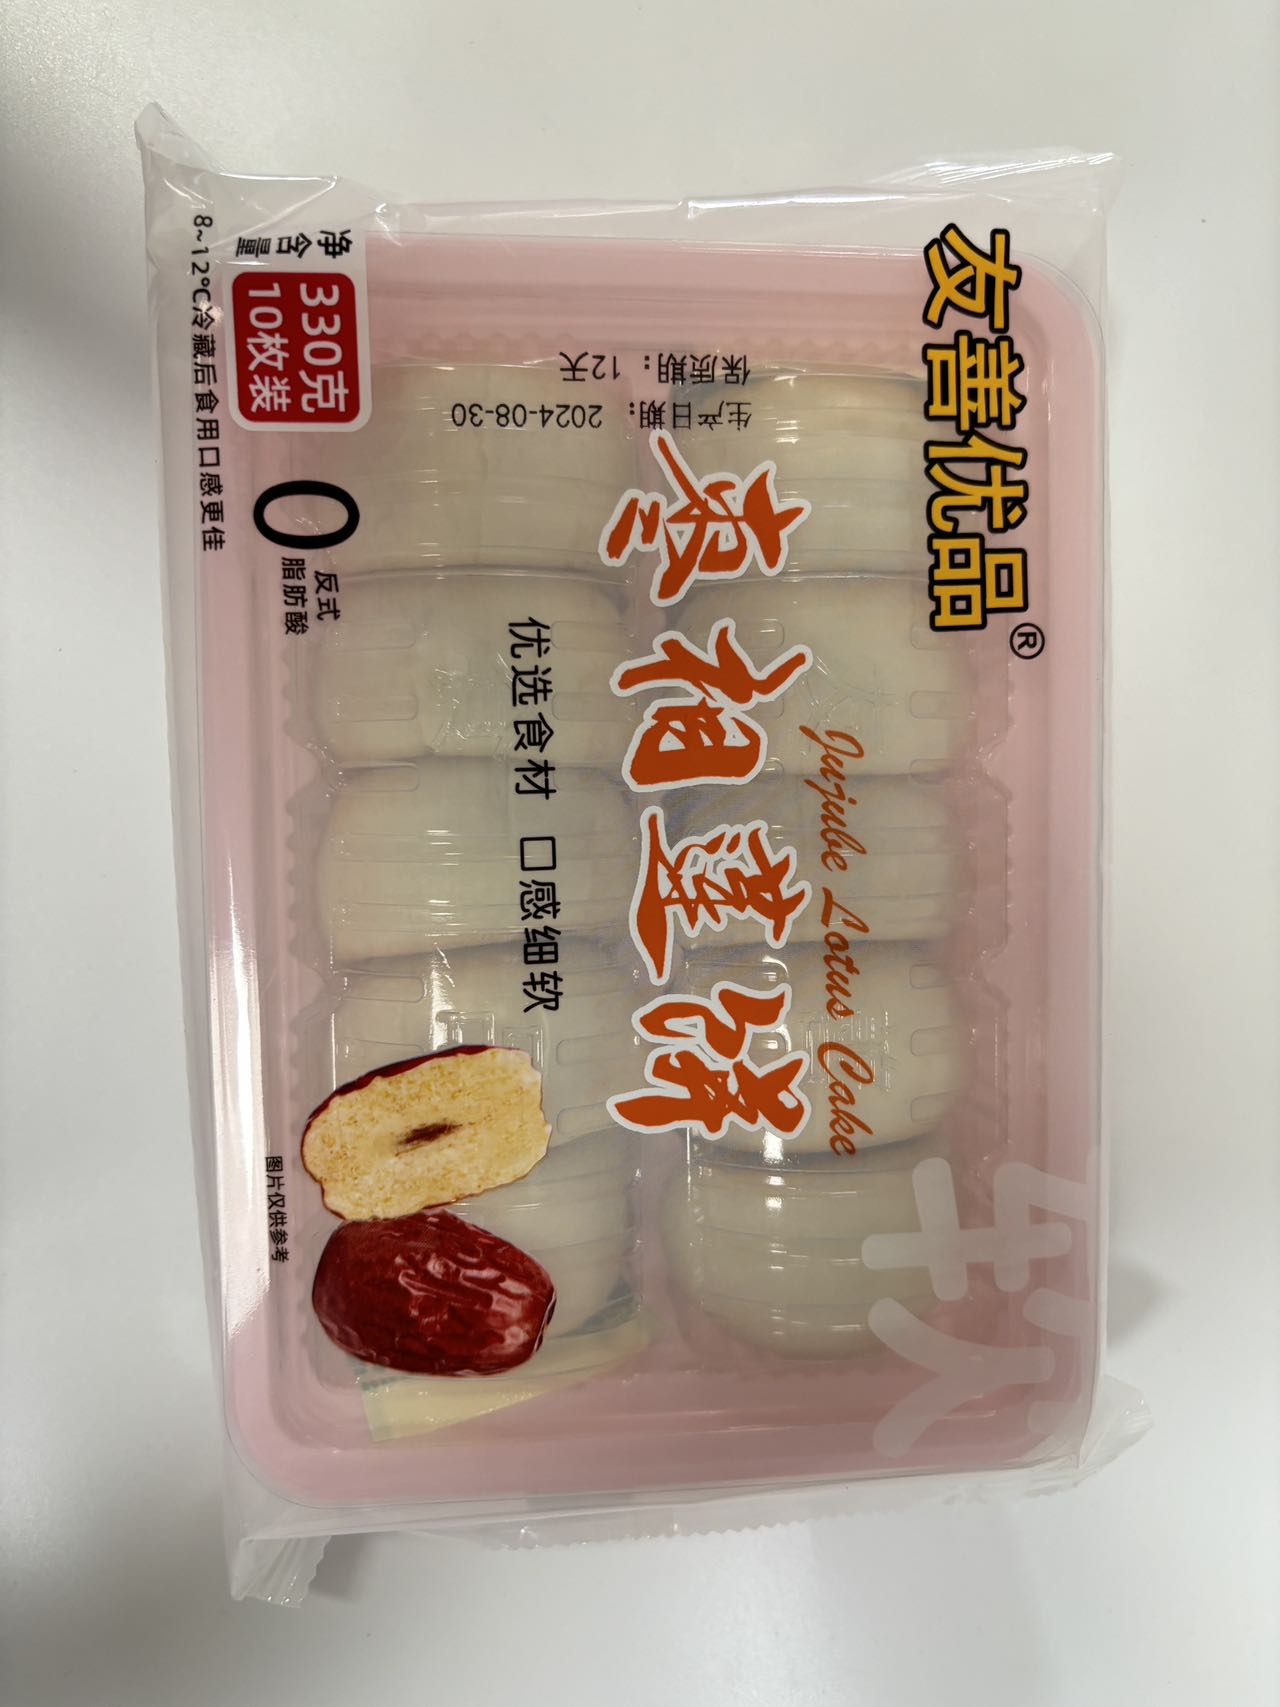 友善优品®
Jujube Lotus Cake
枣相莲饼
优选食材 口感细软
生产日期：2024-08-30
保质期：12天
净含量
330克
10枚装
0
反式
脂肪酸
8~12℃冷藏后食用口感更佳
图片仅供参考
软